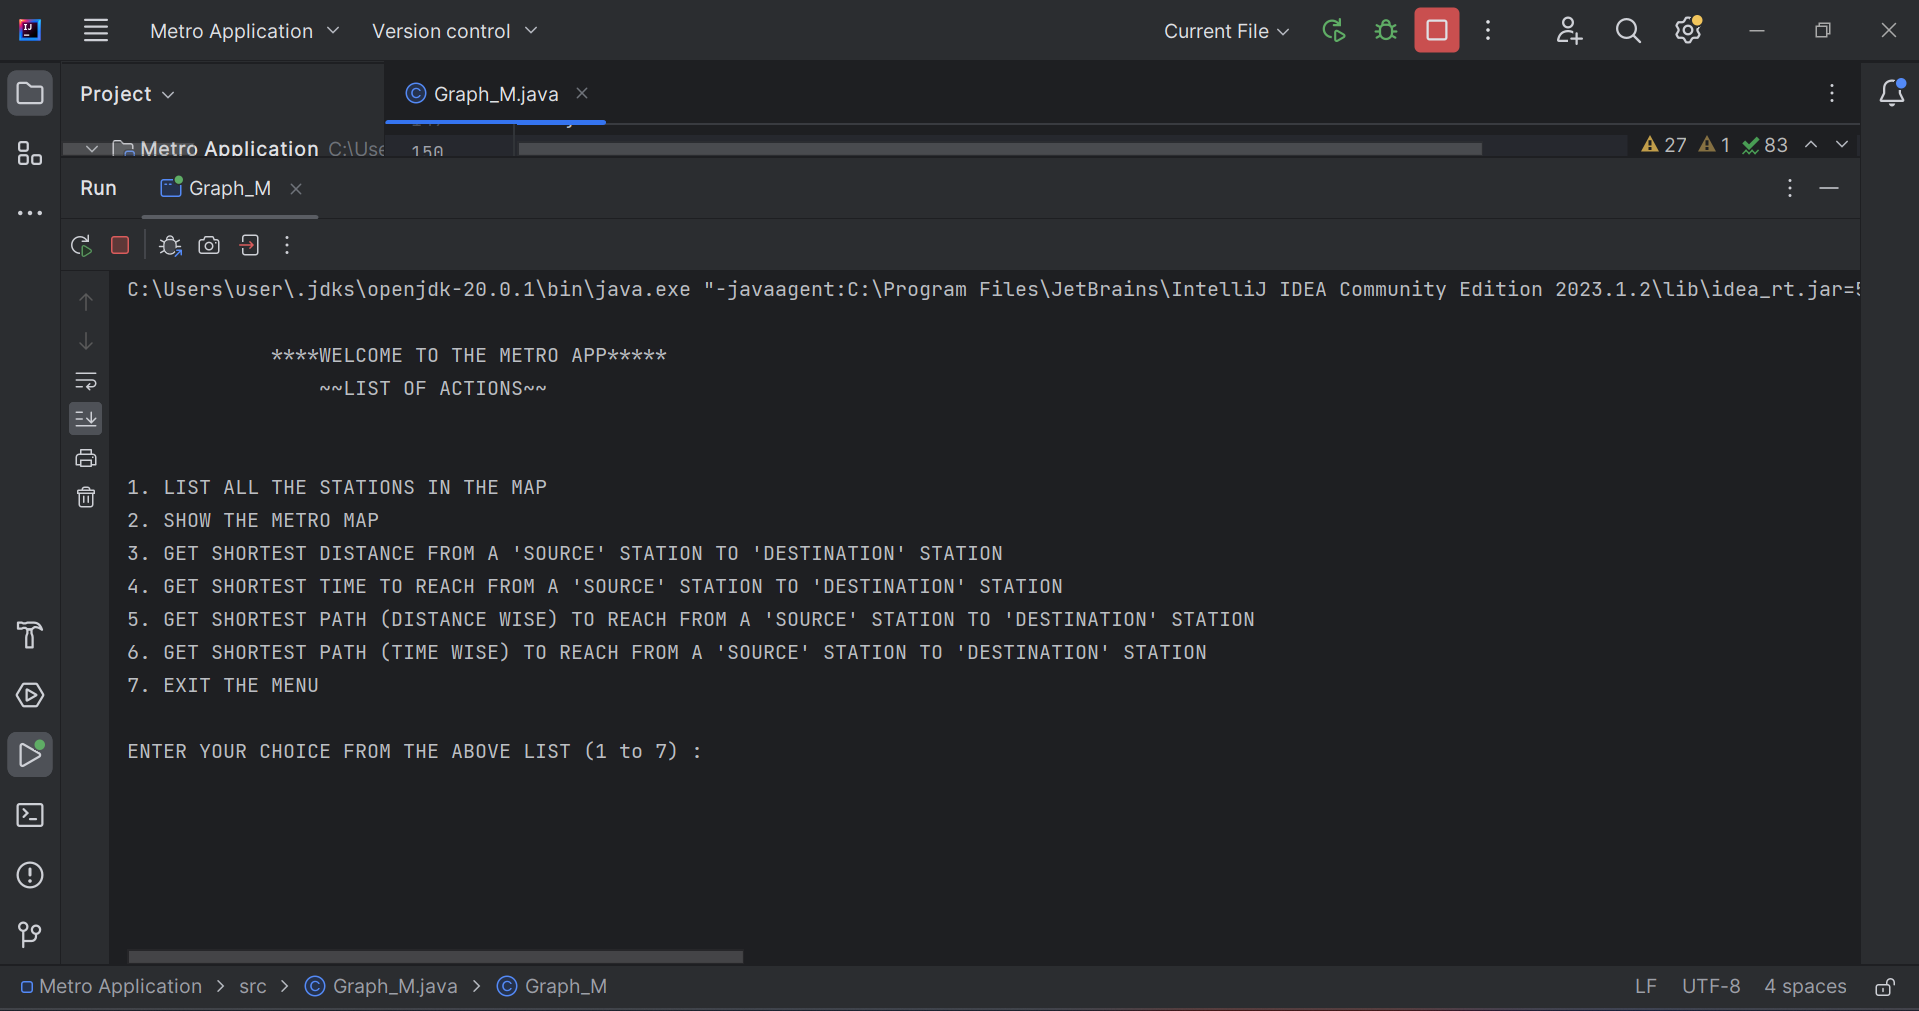 Metro Application Version control Current File
Project Graph_M.java
Metro Application C:\Use 150 27 1 83
Run Graph_M
C:\Users\user\.jdks\openjdk-20.0.1\bin\java.exe "-javaagent:C:\Program Files\JetBrains\IntelliJ IDEA Community Edition 2023.1.2\lib\idea_rt.jar=5
****WELCOME TO THE METRO APP*****
~~LIST OF ACTIONS~~
1. LIST ALL THE STATIONS IN THE MAP
2. SHOW THE METRO MAP
3. GET SHORTEST DISTANCE FROM A 'SOURCE' STATION TO 'DESTINATION' STATION
4. GET SHORTEST TIME TO REACH FROM A 'SOURCE' STATION TO 'DESTINATION' STATION
5. GET SHORTEST PATH (DISTANCE WISE) TO REACH FROM A 'SOURCE' STATION TO 'DESTINATION' STATION
6. GET SHORTEST PATH (TIME WISE) TO REACH FROM A 'SOURCE' STATION TO 'DESTINATION' STATION
7. EXIT THE MENU
ENTER YOUR CHOICE FROM THE ABOVE LIST (1 to 7) :
Metro Application > src > Graph_M.java > Graph_M LF UTF-8 4 spaces